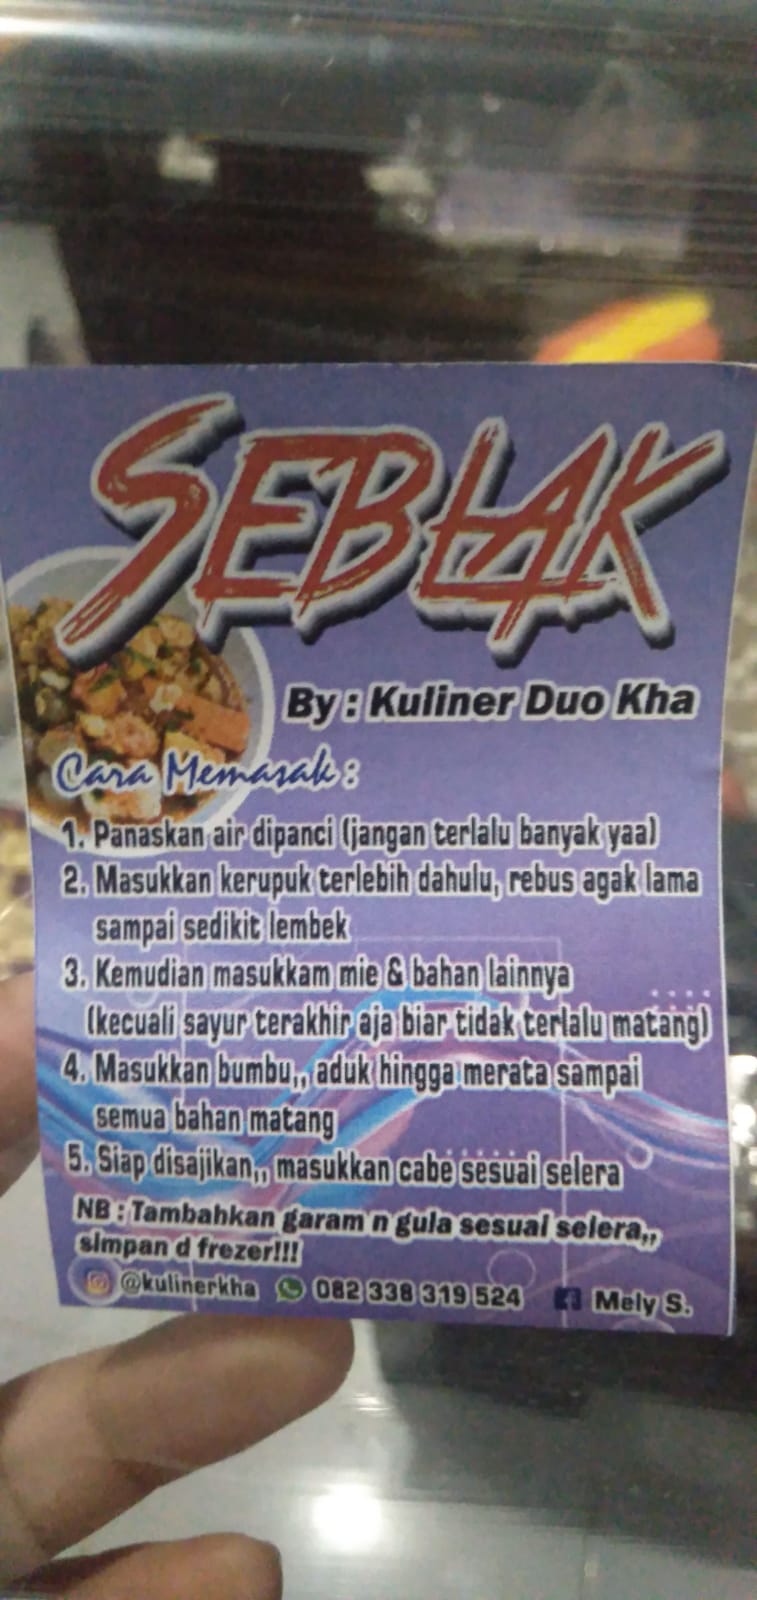 SEBLAK
By : Kuliner Duo Kha
Cara Memasak :
1. Panaskan air dipanci (jangan terlalu banyak yaa)
2. Masukkan kerupuk terlebih dahulu, rebus agak lama
sampai sedikit lembek
3. Kemudian masukkam mie & bahan lainnya
(kecuali sayur terakhir aja biar tidak terlalu matang)
4. Masukkan bumbu,, aduk hingga merata sampai
semua bahan matang
5. Siap disajikan,, masukkan cabe sesuai selera
NB : Tambahkan garam n gula sesuai selera,,
simpan d frezer!!!
@kulinerkha 082 338 319 524 Mely S.